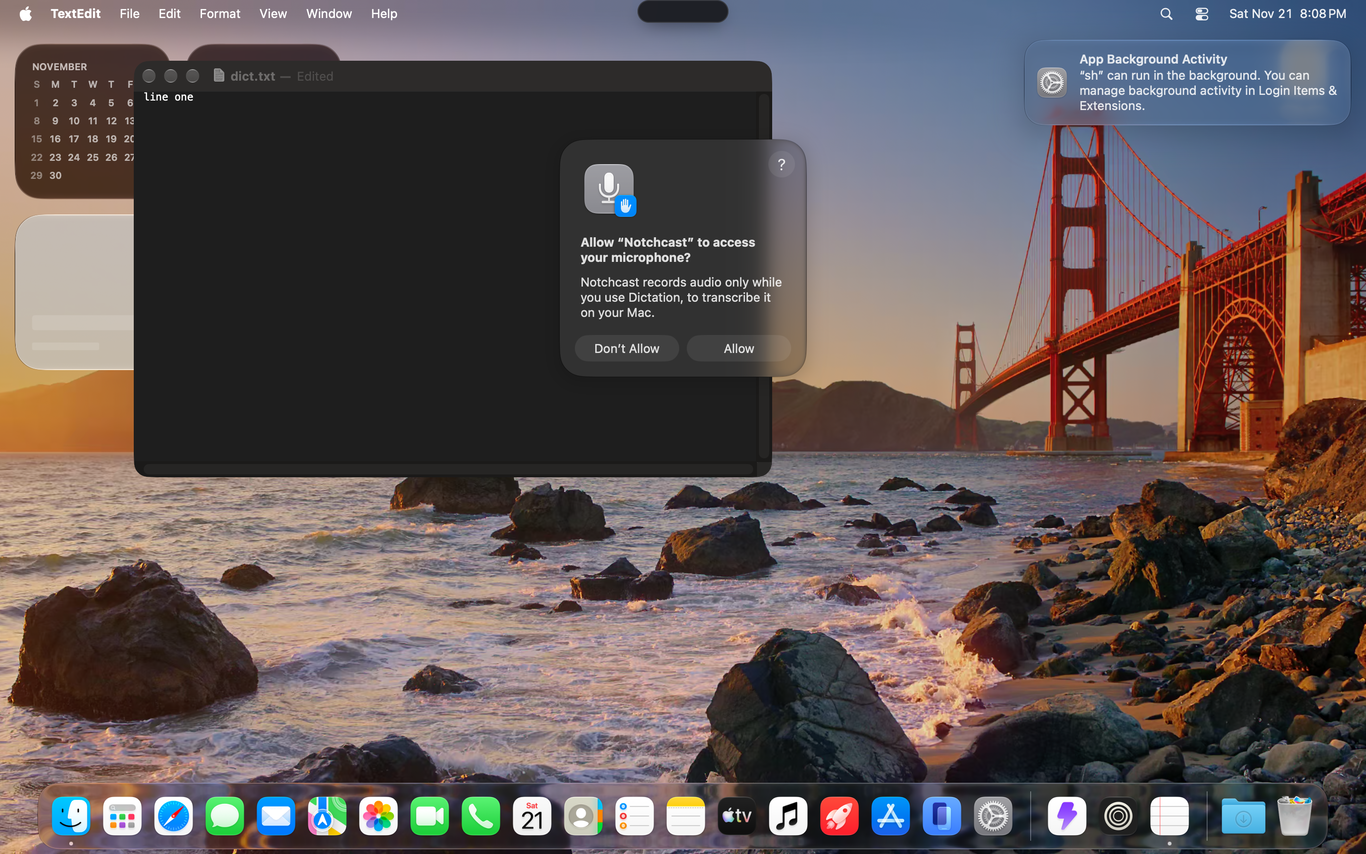 TextEdit File Edit Format View Window Help
Sat Nov 21 8:08 PM
NOVEMBER
S M T W T F
1 2 3 4 5 6
8 9 10 11 12 13
15 16 17 18 19 20
22 23 24 25 26 27
29 30
dict.txt — Edited
line one
App Background Activity
“sh” can run in the background. You can
manage background activity in Login Items &
Extensions.
?
Allow “Notchcast” to access
your microphone?
Notchcast records audio only while
you use Dictation, to transcribe it
on your Mac.
Don’t Allow
Allow
Sat
21
tv